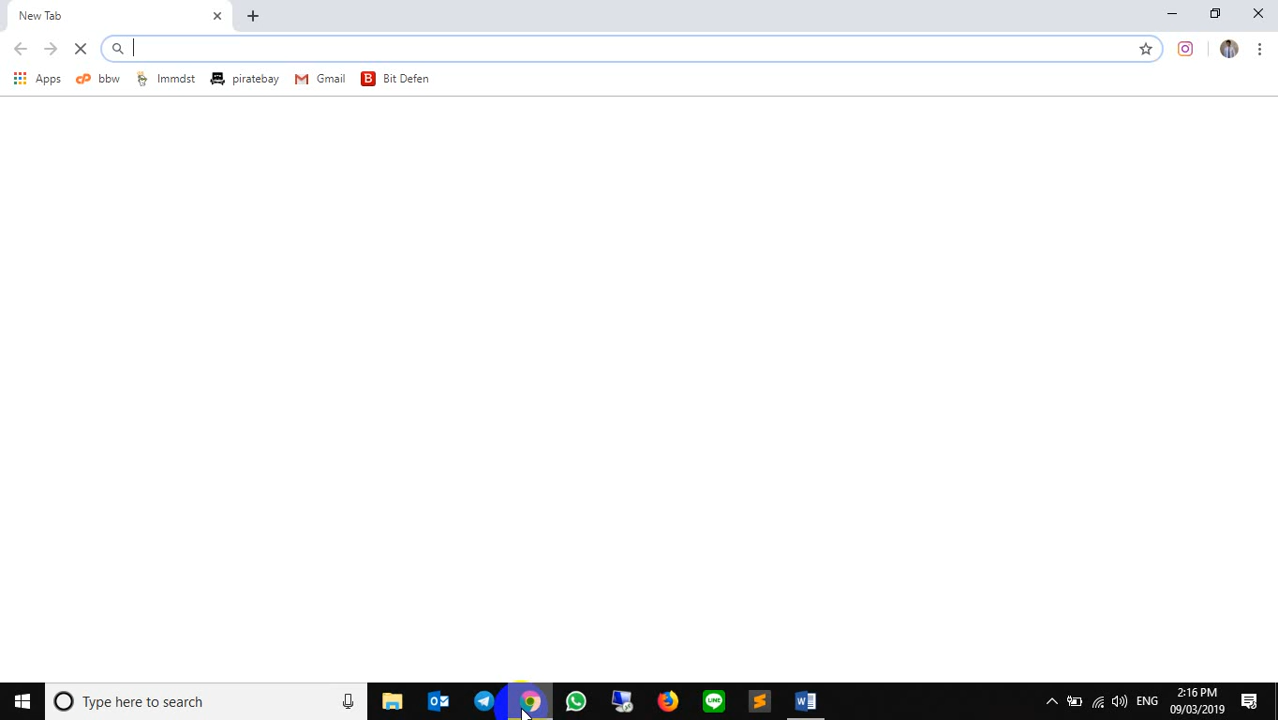 New Tab
Apps bbw Immdst piratebay Gmail B Bit Defen
Type here to search
LINE
ENG
2:16 PM
09/03/2019